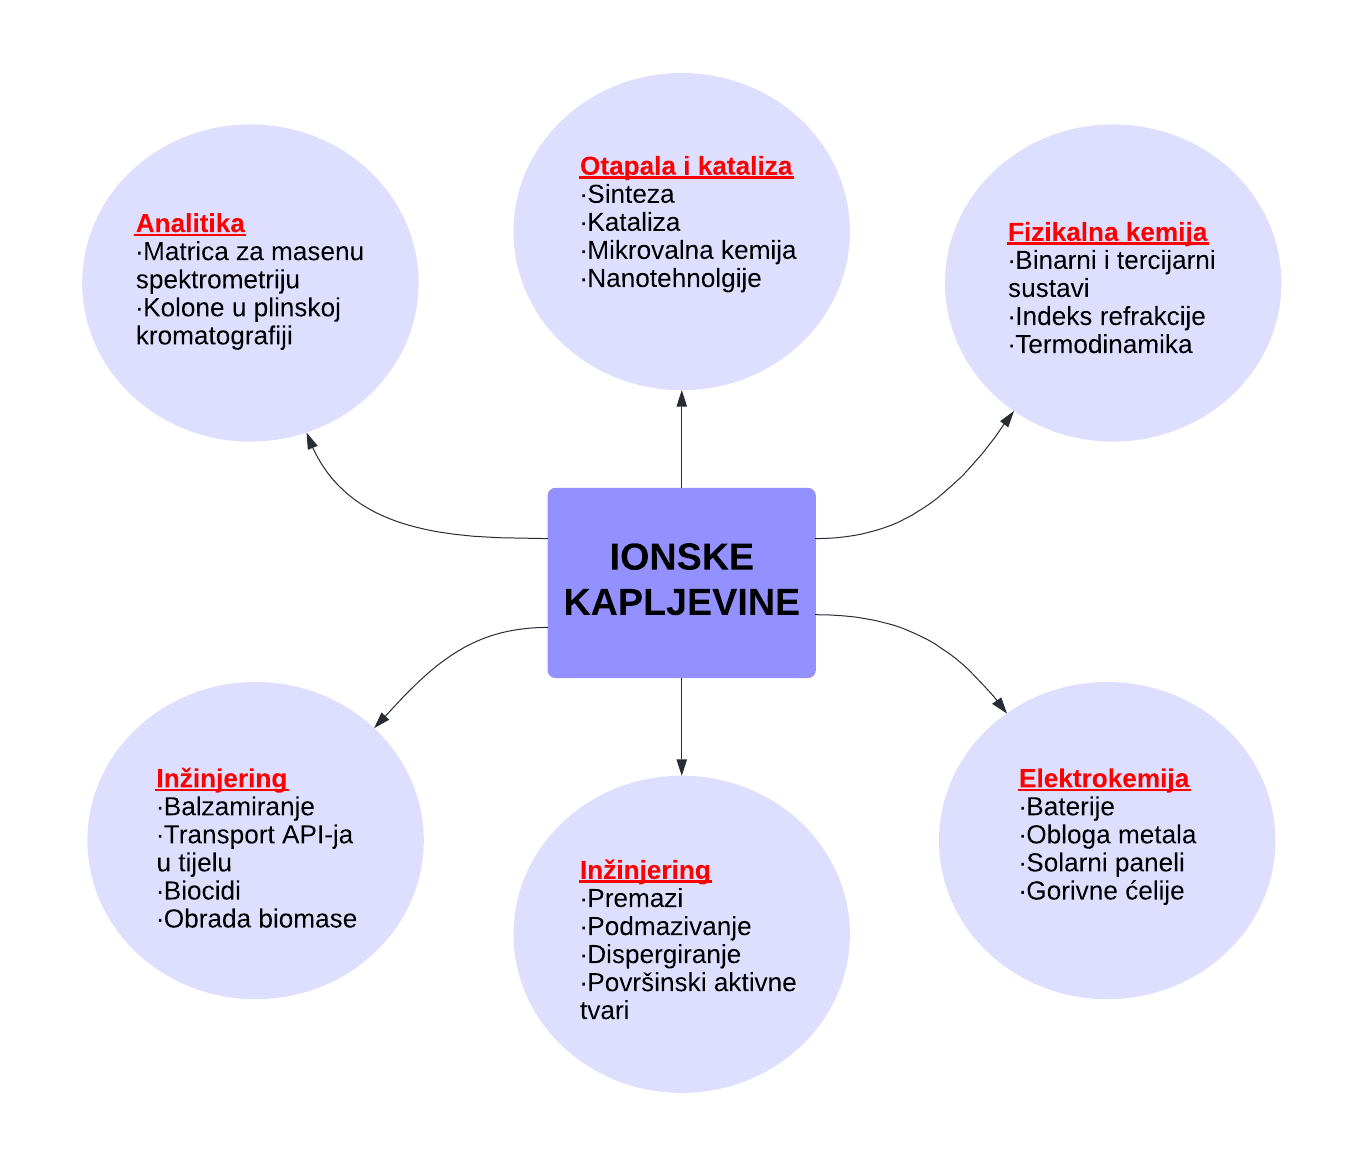 Analitika
·Matrica za masenu
spektrometriju
·Kolone u plinskoj
kromatografiji
Otapala i kataliza
·Sinteza
·Kataliza
·Mikrovalna kemija
·Nanotehnolgije
Fizikalna kemija
·Binarni i tercijarni
sustavi
·Indeks refrakcije
·Termodinamika
IONSKE
KAPLJEVINE
Inžinjering
·Balzamiranje
·Transport API-ja
u tijelu
·Biocidi
·Obrada biomase
Inžinjering
·Premazi
·Podmazivanje
·Dispergiranje
·Površinski aktivne
tvari
Elektrokemija
·Baterije
·Obloga metala
·Solarni paneli
·Gorivne ćelije